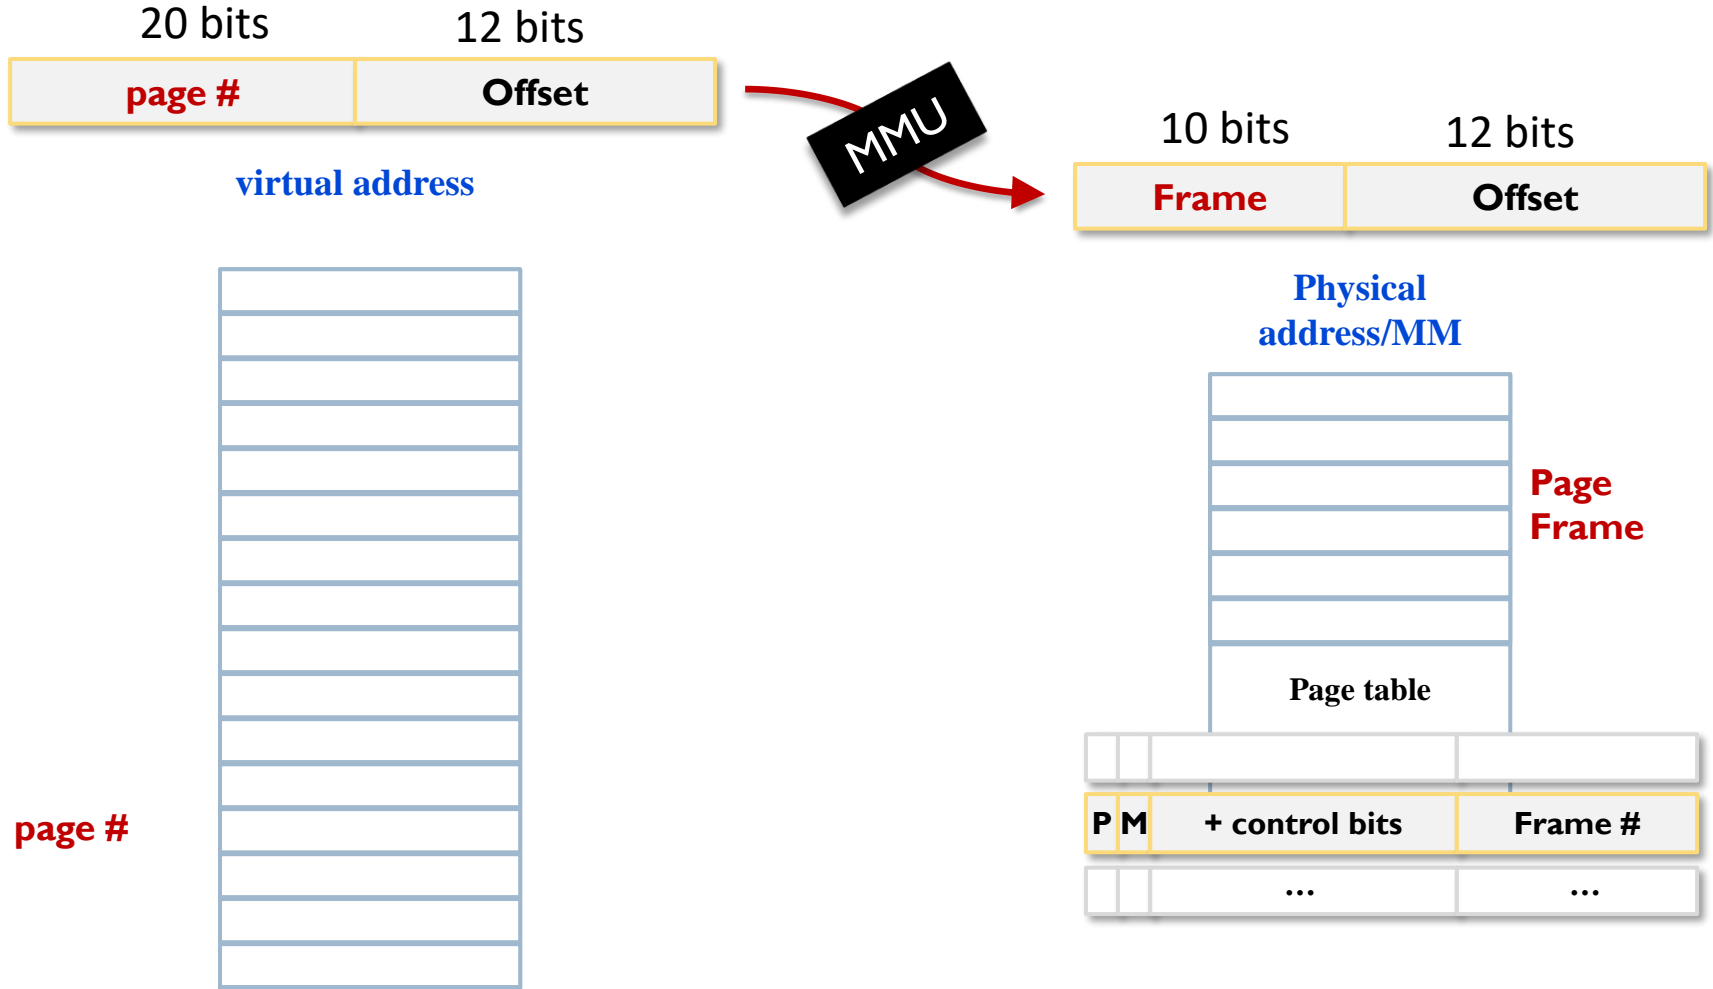 20 bits 12 bits
page # Offset
virtual address
MMU
10 bits 12 bits
Frame Offset
Physical
address/MM
Page
Frame
Page table
P M + control bits Frame #
... ...
page #